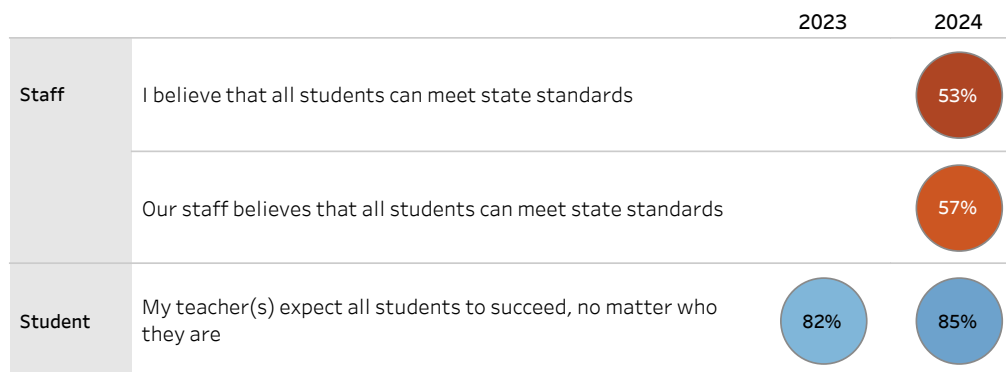 2023 2024
Staff I believe that all students can meet state standards 53%
Our staff believes that all students can meet state standards 57%
Student My teacher(s) expect all students to succeed, no matter who
they are 82% 85%